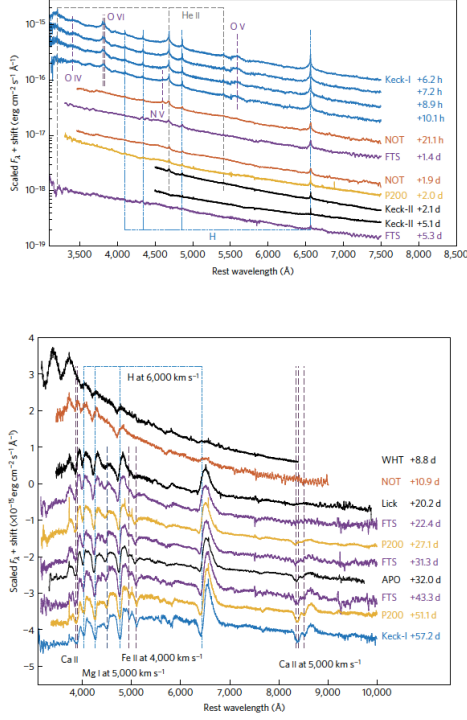 O VI
He II
O V
O IV
N V
H
10−15
10−16
10−17
10−18
10−19
Scaled Fλ + shift (erg cm−2 s−1 Å−1)
Keck-I +6.2 h
+7.2 h
+8.9 h
+10.1 h
NOT +21.1 h
FTS +1.4 d
NOT +1.9 d
P200 +2.0 d
Keck-II +2.1 d
Keck-II +5.1 d
FTS +5.3 d
3,500 4,000 4,500 5,000 5,500 6,000 6,500 7,000 7,500 8,000 8,500
Rest wavelength (Å)
4
3
2
1
0
−1
−2
−3
−4
−5
Scaled Fλ + shift (×10−16 erg cm−2 s−1 Å−1)
H at 6,000 km s−1
WHT +8.8 d
NOT +10.9 d
Lick +20.2 d
FTS +22.4 d
P200 +27.1 d
FTS +31.3 d
APO +32.0 d
FTS +43.3 d
P200 +51.1 d
Keck-I +57.2 d
Ca II
Fe II at 4,000 km s−1
Ca II at 5,000 km s−1
Mg I at 5,000 km s−1
4,000 5,000 6,000 7,000 8,000 9,000 10,000
Rest wavelength (Å)